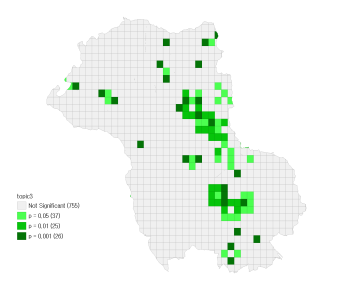 topic3
Not Significant (755)
p = 0.05 (37)
p = 0.01 (25)
p = 0.001 (26)